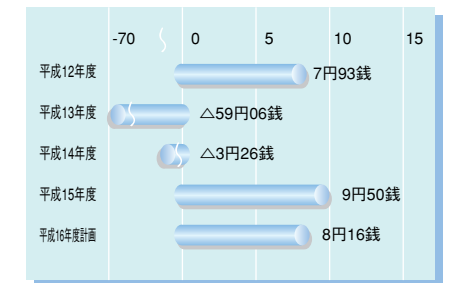 -70 0 5 10 15
平成12年度 7円93銭
平成13年度 △59円06銭
平成14年度 △3円26銭
平成15年度 9円50銭
平成16年度計画 8円16銭